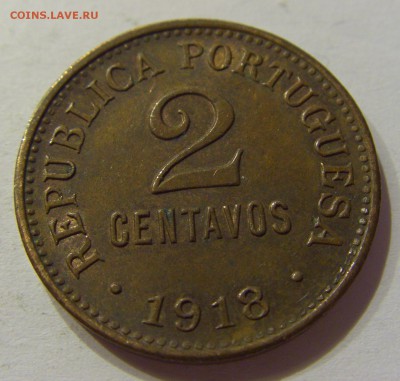 COINS.LAVE.RU
REPUBLICA PORTUGUESA
2
CENTAVOS
· 1918 ·